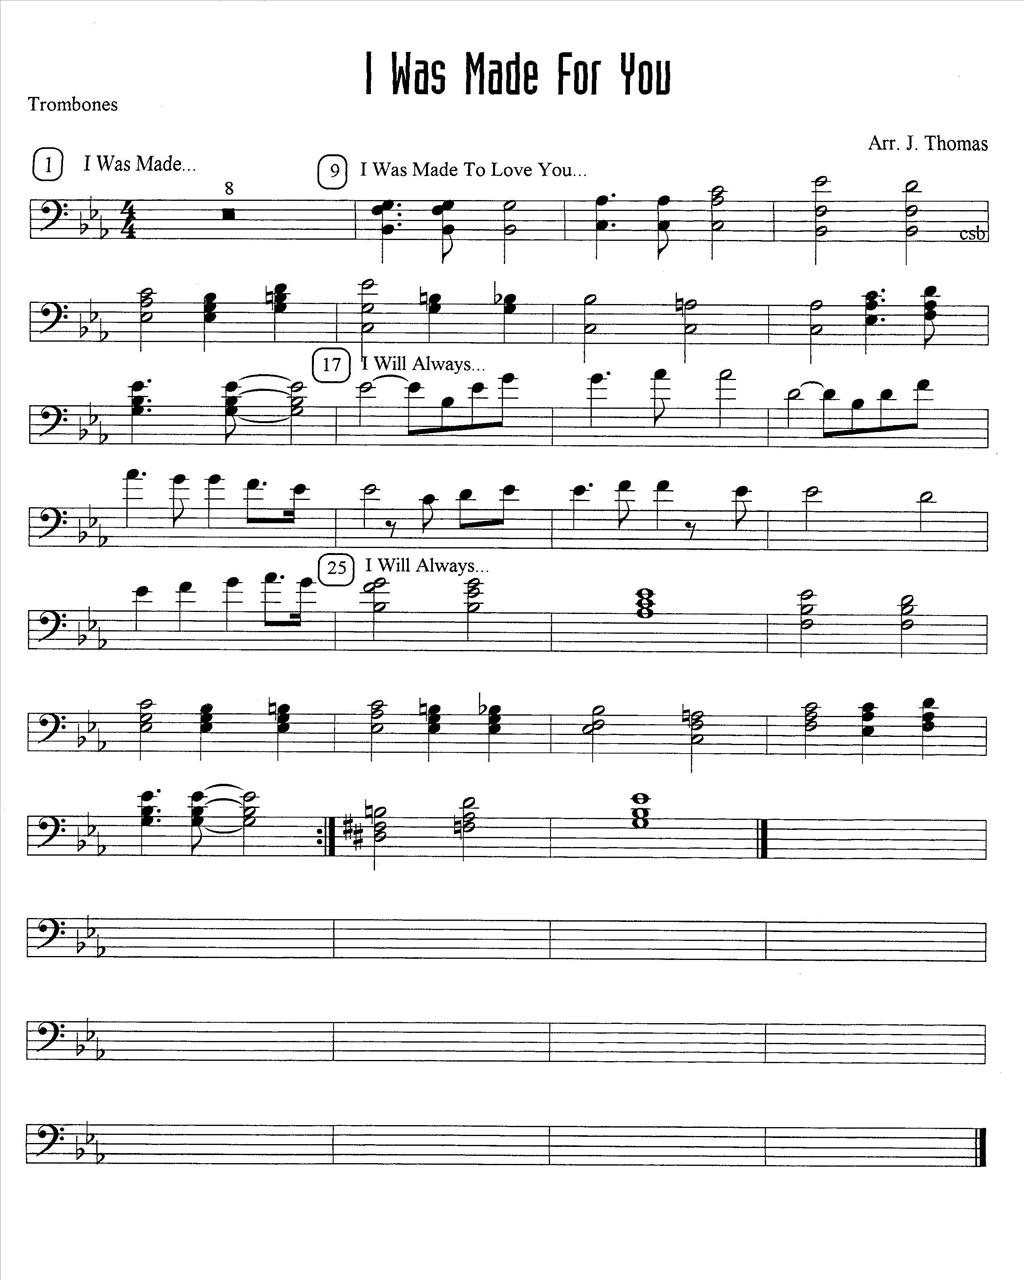 I Was Made For You
Trombones
Arr. J. Thomas
1 I Was Made...
9 I Was Made To Love You...
8
4
4
csb
17 I Will Always...
25 I Will Always...